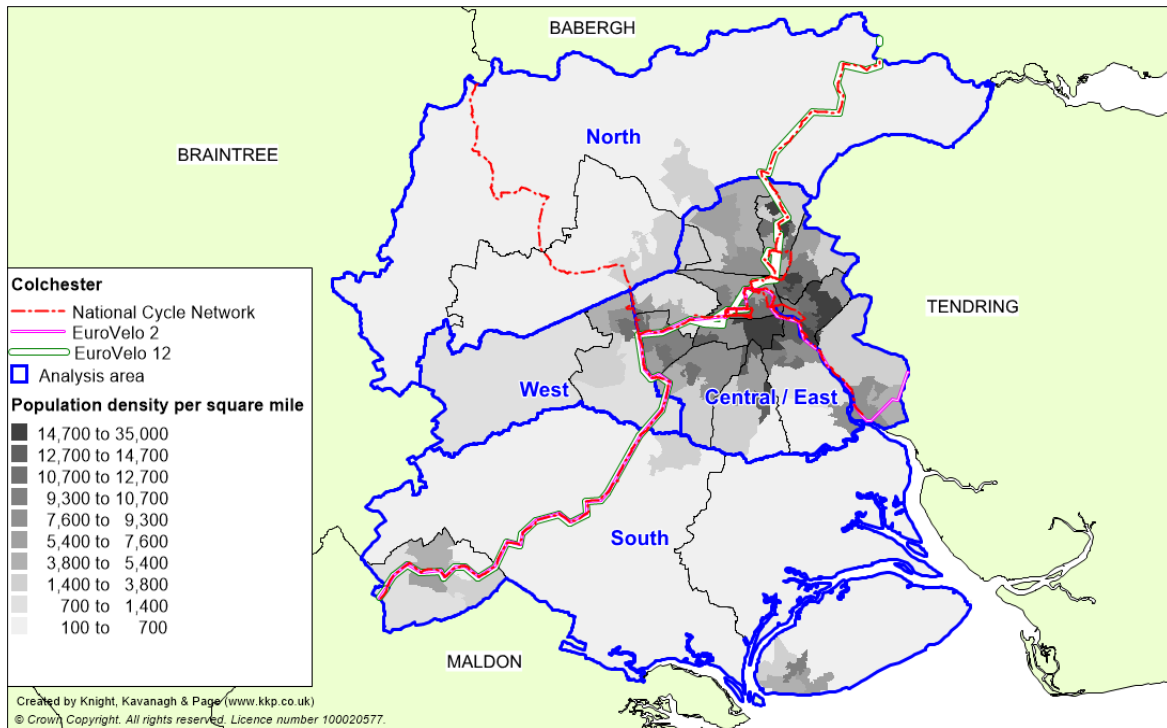 BABERGH
BRAINTREE
North
Colchester
National Cycle Network
EuroVelo 2
EuroVelo 12
Analysis area
Population density per square mile
14,700 to 35,000
12,700 to 14,700
10,700 to 12,700
9,300 to 10,700
7,600 to 9,300
5,400 to 7,600
3,800 to 5,400
1,400 to 3,800
700 to 1,400
100 to 700
TENDRING
West
Central / East
South
MALDON
Created by Knight, Kavanagh & Page (www.kkp.co.uk)
© Crown Copyright. All rights reserved. Licence number 100020577.